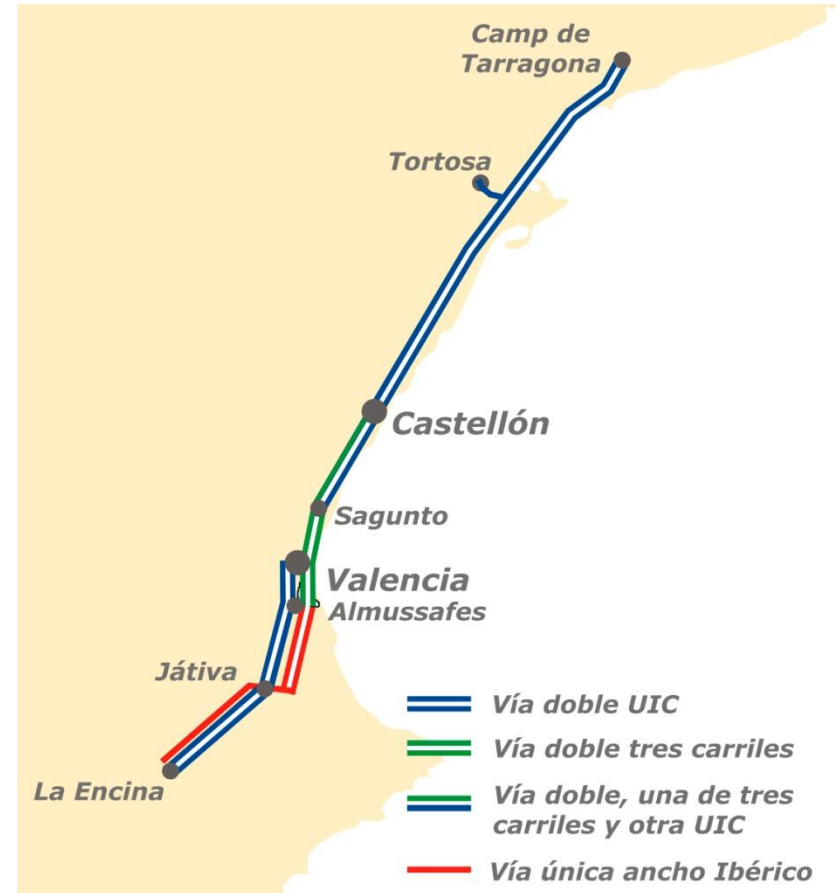 Camp de
Tarragona
Tortosa
Castellón
Sagunto
Valencia
Almussafes
Játiva
La Encina
Vía doble UIC
Vía doble tres carriles
Vía doble, una de tres
carriles y otra UIC
Vía única ancho Ibérico